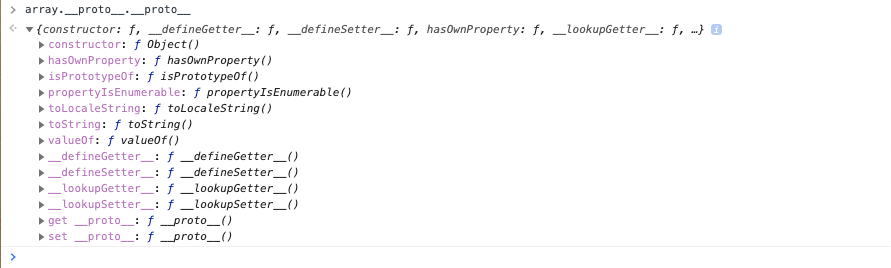 array.__proto__.__proto__
{constructor: ƒ, __defineGetter__: ƒ, __defineSetter__: ƒ, hasOwnProperty: ƒ, __lookupGetter__: ƒ, …} i
constructor: ƒ Object()
hasOwnProperty: ƒ hasOwnProperty()
isPrototypeOf: ƒ isPrototypeOf()
propertyIsEnumerable: ƒ propertyIsEnumerable()
toLocaleString: ƒ toLocaleString()
toString: ƒ toString()
valueOf: ƒ valueOf()
__defineGetter__: ƒ __defineGetter__()
__defineSetter__: ƒ __defineSetter__()
__lookupGetter__: ƒ __lookupGetter__()
__lookupSetter__: ƒ __lookupSetter__()
get __proto__: ƒ __proto__()
set __proto__: ƒ __proto__()